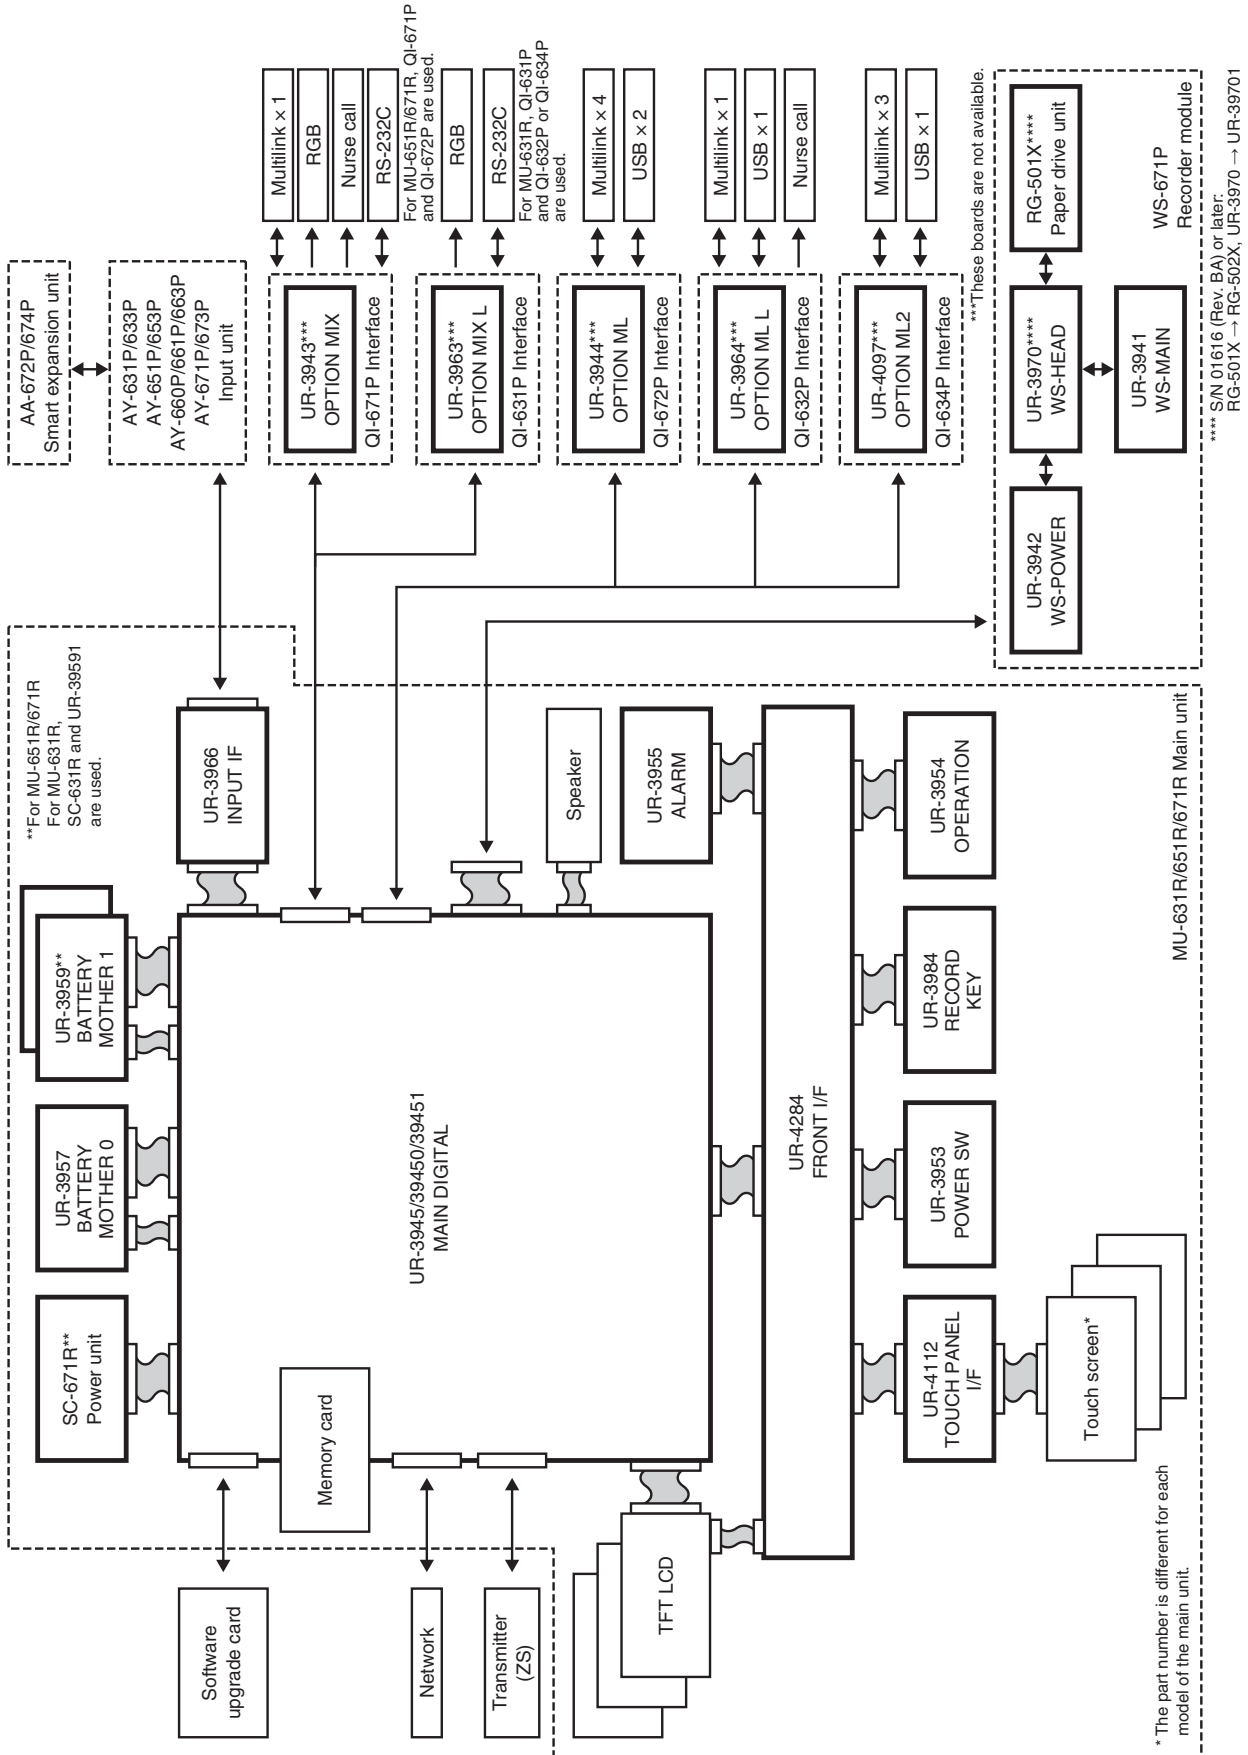 Software
upgrade card
Network
Transmitter
(ZS)
TFT LCD
* The part number is different for each
model of the main unit.
SC-671R**
Power unit
Memory card
UR-3957
BATTERY
MOTHER 0
UR-3959**
BATTERY
MOTHER 1
**For MU-651R/671R
For MU-631R,
SC-631R and UR-39591
are used.
UR-3945/39450/39451
MAIN DIGITAL
UR-3966
INPUT IF
Speaker
UR-3955
ALARM
UR-4284
FRONT I/F
UR-4112
TOUCH PANEL
I/F
Touch screen*
UR-3953
POWER SW
UR-3984
RECORD
KEY
UR-3954
OPERATION
MU-631R/651R/671R Main unit
AA-672P/674P
Smart expansion unit
AY-631P/633P
AY-651P/653P
AY-660P/661P/663P
AY-671P/673P
Input unit
UR-3943***
OPTION MIX
QI-671P Interface
Multilink × 1
RGB
Nurse call
RS-232C
For MU-651R/671R, QI-671P
and QI-672P are used.
UR-3963***
OPTION MIX L
QI-631P Interface
RGB
RS-232C
For MU-631R, QI-631P
and QI-632P or QI-634P
are used.
UR-3944***
OPTION ML
QI-672P Interface
Multilink × 4
USB × 2
UR-3964***
OPTION ML L
QI-632P Interface
Multilink × 1
USB × 1
Nurse call
UR-4097***
OPTION ML2
QI-634P Interface
Multilink × 3
USB × 1
***These boards are not available.
UR-3942
WS-POWER
UR-3970****
WS-HEAD
RG-501X****
Paper drive unit
UR-3941
WS-MAIN
WS-671P
Recorder module
**** S/N 01616 (Rev. BA) or later:
RG-501X → RG-502X, UR-3970 → UR-39701